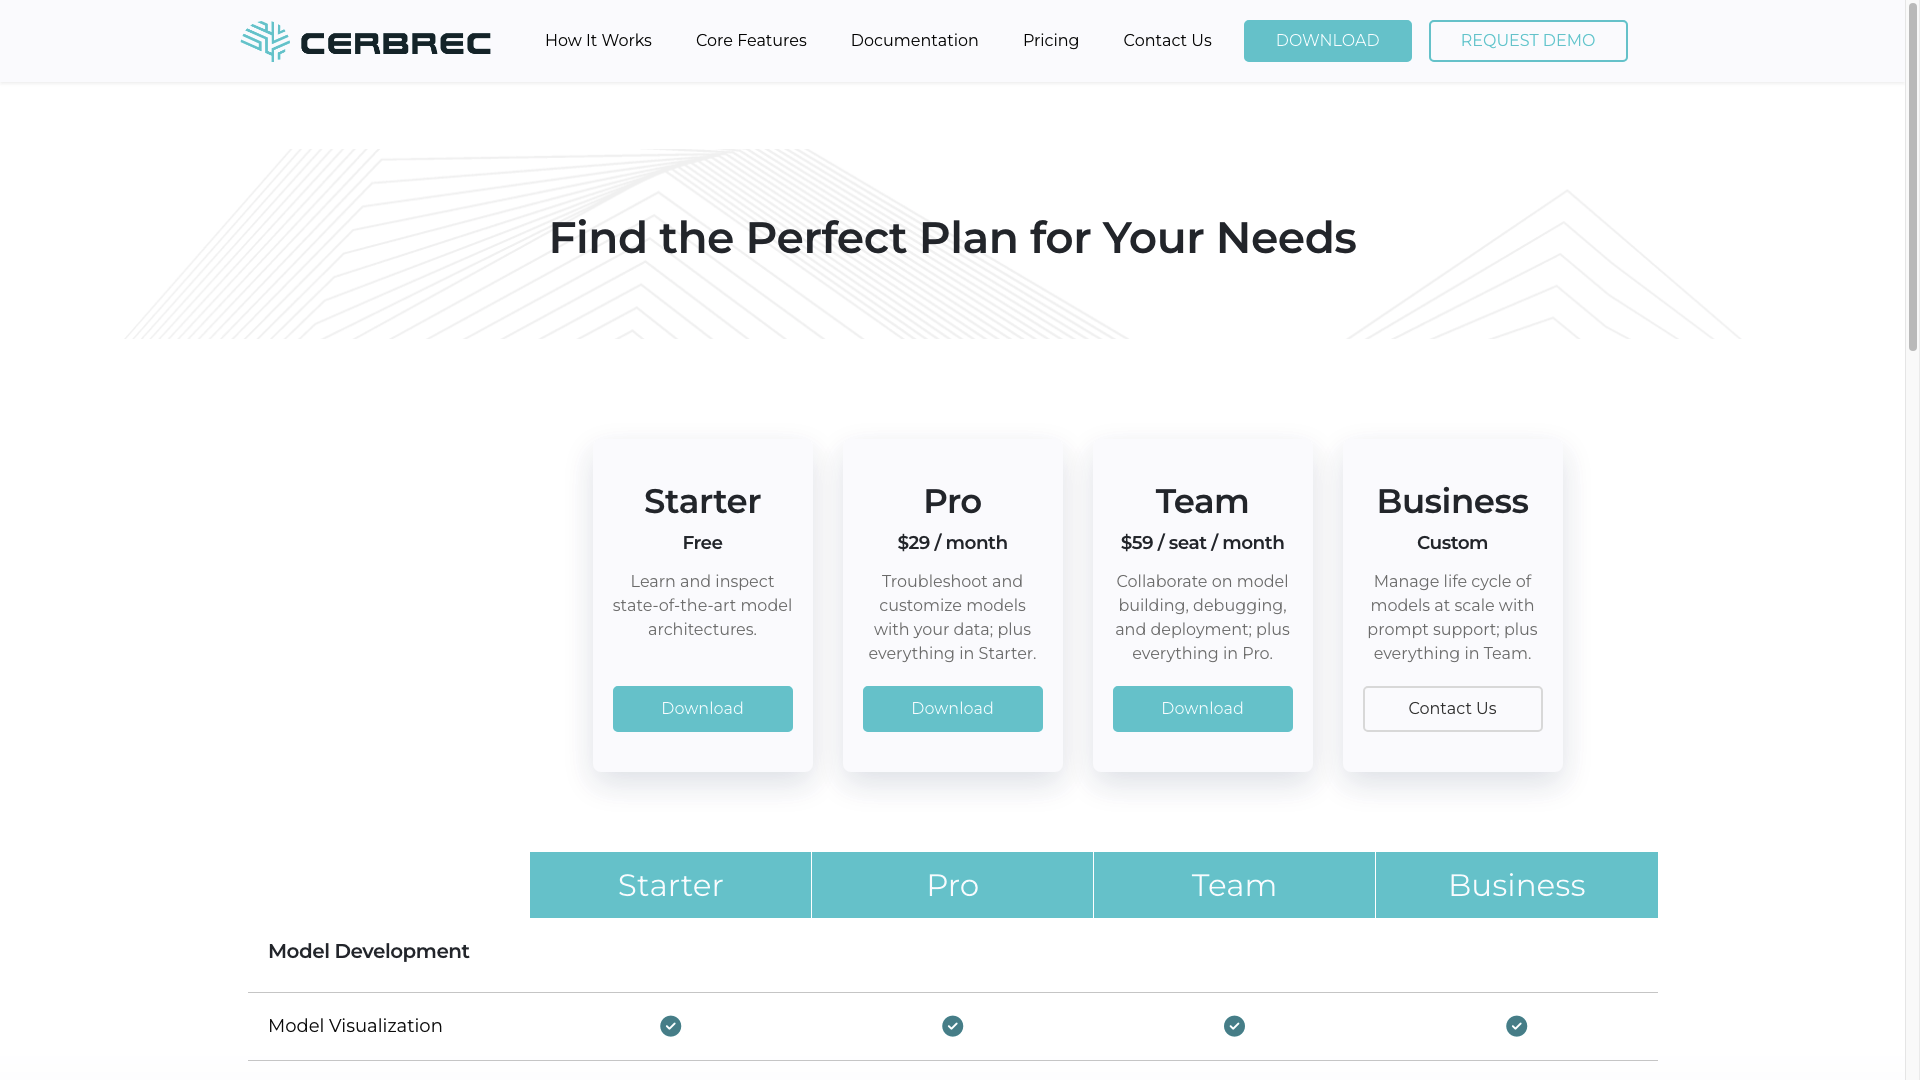 CERBREC
How It Works
Core Features
Documentation
Pricing
Contact Us
DOWNLOAD
REQUEST DEMO
Find the Perfect Plan for Your Needs
Starter
Free
Learn and inspect
state-of-the-art model
architectures.
Download
Pro
$29 / month
Troubleshoot and
customize models
with your data; plus
everything in Starter.
Download
Team
$59 / seat / month
Collaborate on model
building, debugging,
and deployment; plus
everything in Pro.
Download
Business
Custom
Manage life cycle of
models at scale with
prompt support; plus
everything in Team.
Contact Us
Starter
Pro
Team
Business
Model Development
Model Visualization